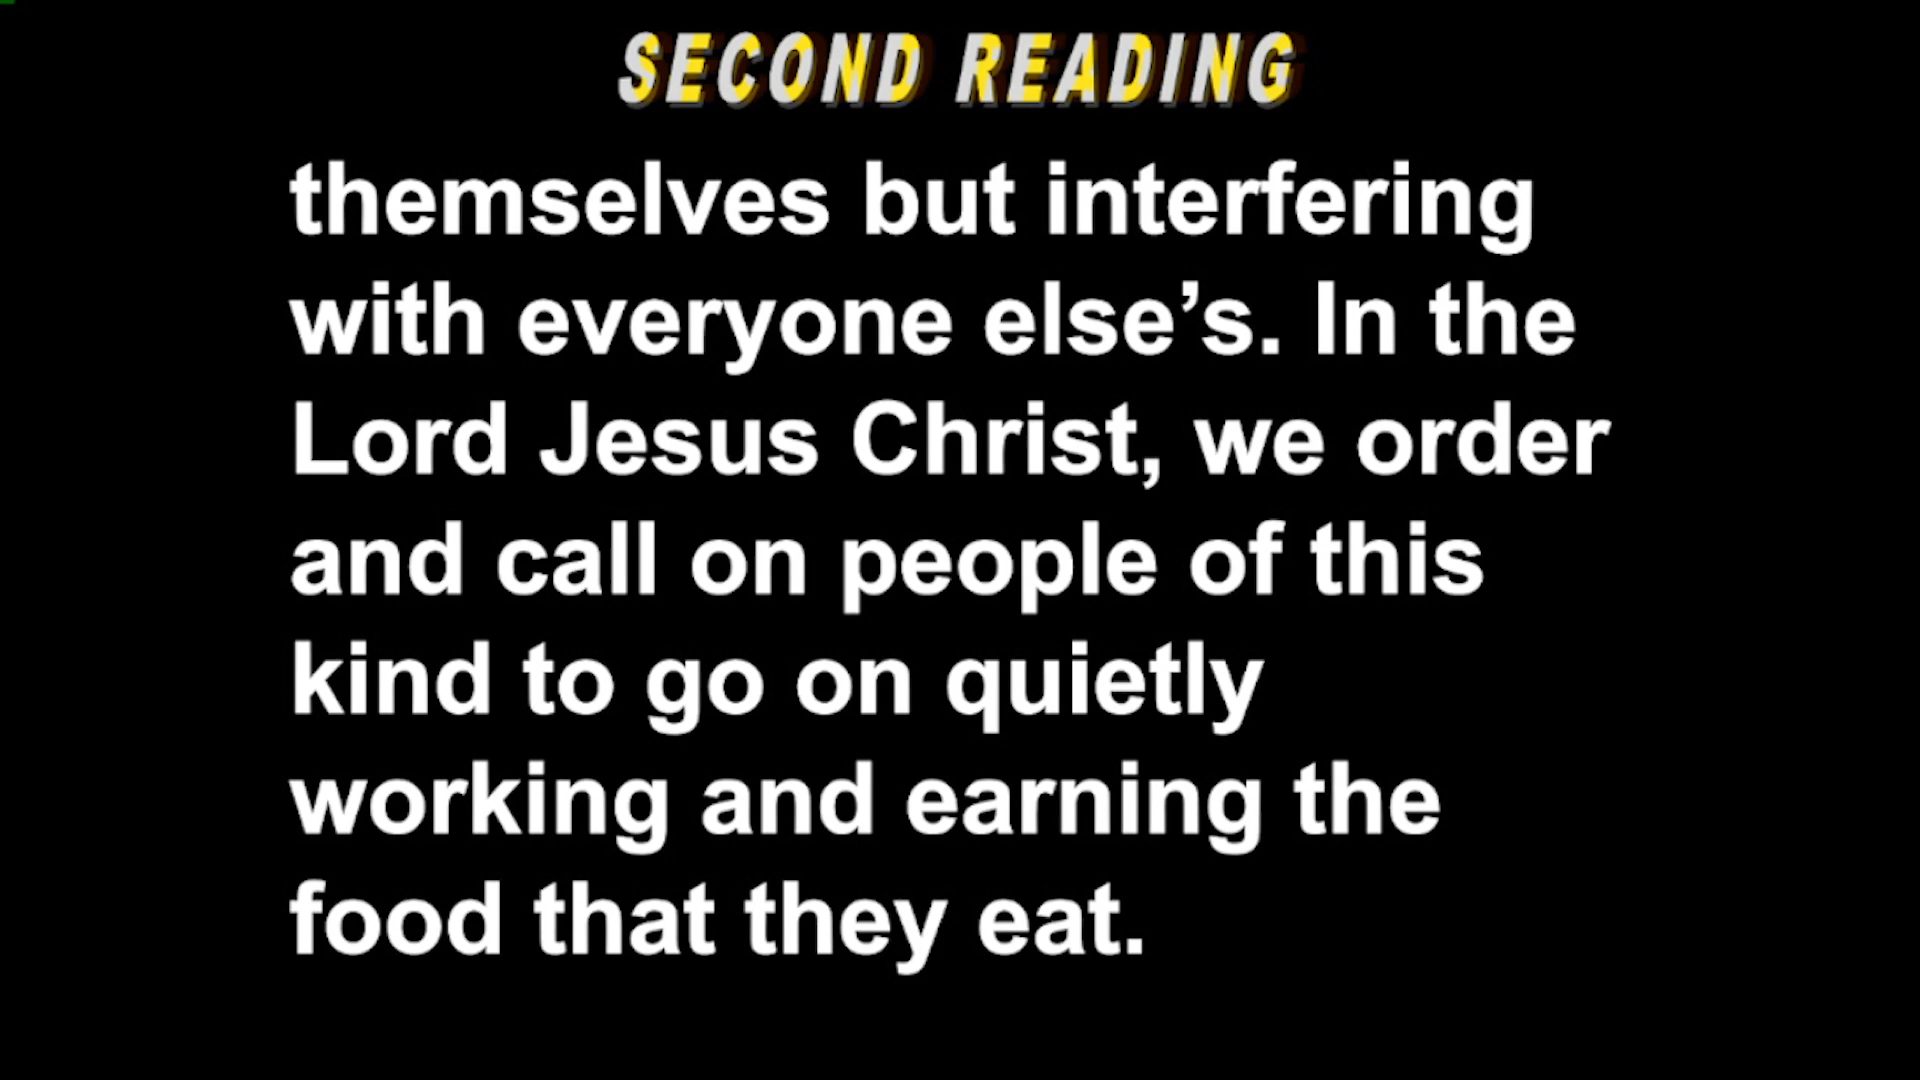 SECOND READING
themselves but interfering
with everyone else’s. In the
Lord Jesus Christ, we order
and call on people of this
kind to go on quietly
working and earning the
food that they eat.